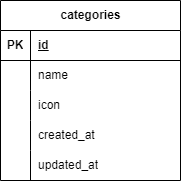 categories
PK id
name
icon
created_at
updated_at